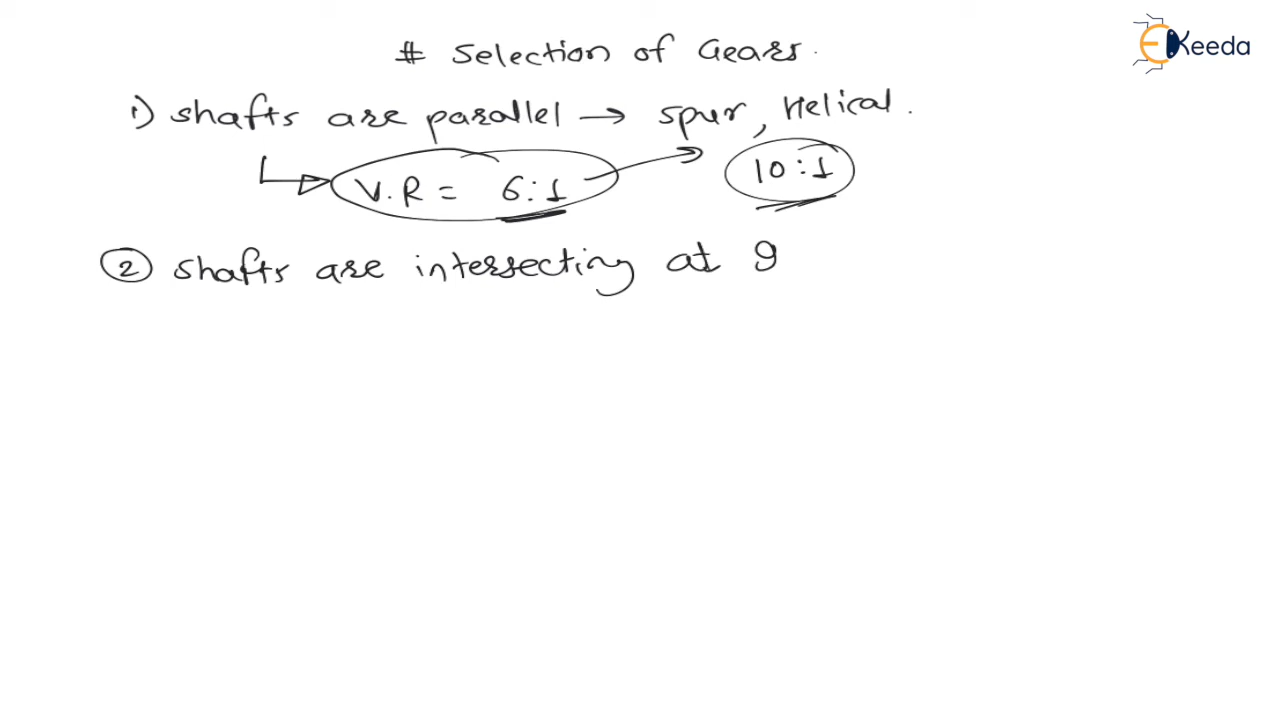 # Selection of Gears.
EKeeda
1) shafts are parallel → spur, Helical.
V.R = 6:1
10:1
2 shafts are intersecting at 9